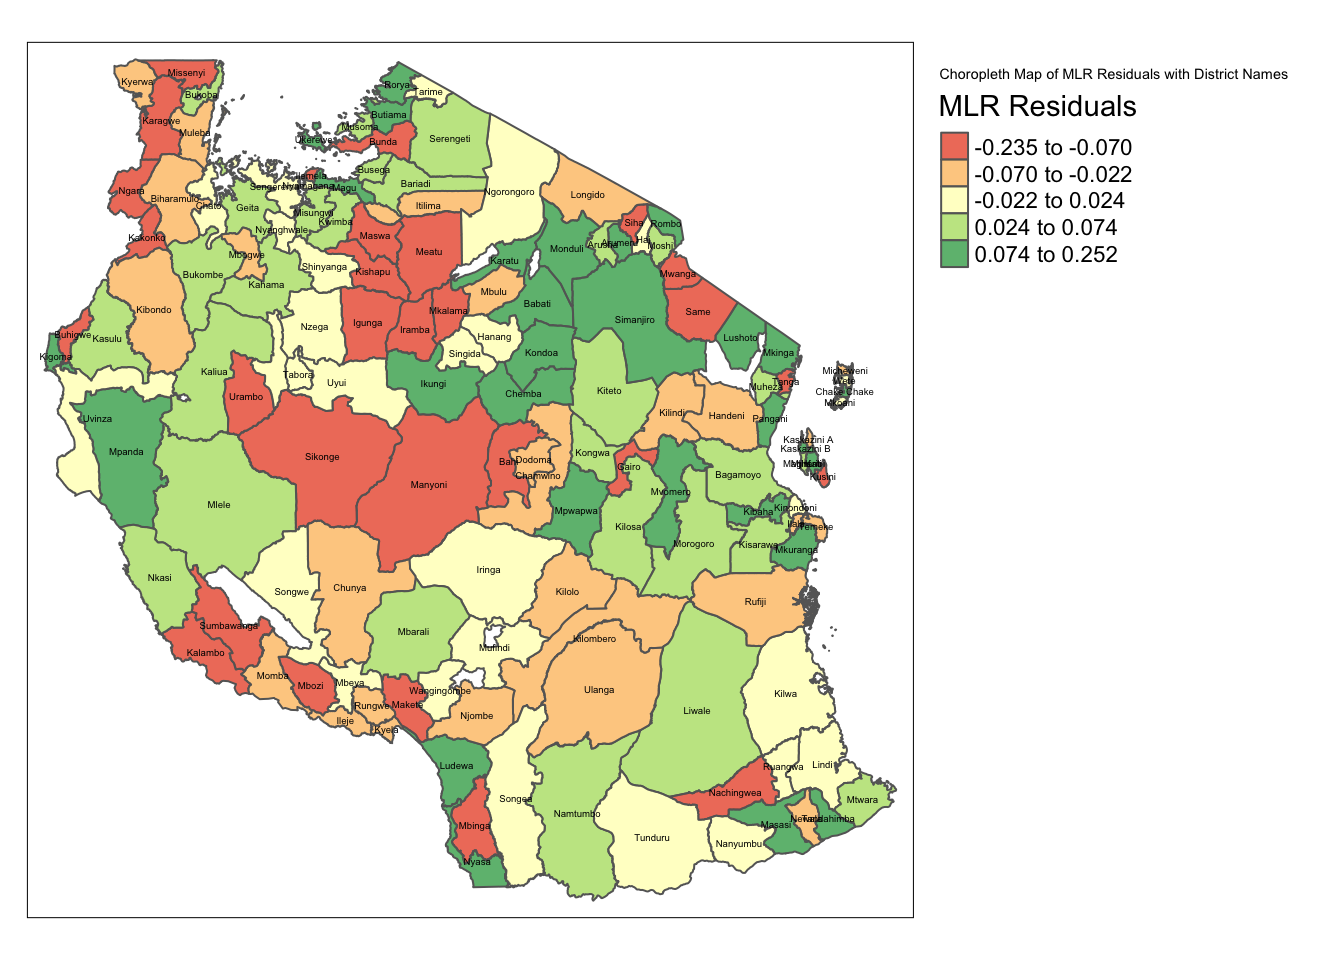 Choropleth Map of MLR Residuals with District Names
MLR Residuals
-0.235 to -0.070
-0.070 to -0.022
-0.022 to 0.024
0.024 to 0.074
0.074 to 0.252
Missenyi
Kyerwa
Bukoba
Karagwe
Muleba
Rorya
Tarime
Butiama
Musoma
Ukerewe
Bunda
Serengeti
Busega
Ilemela
Nyamagana
Magu
Bariadi
Ngara
Biharamulo
Chato
Sengerema
Geita
Misungwi
Kwimba
Itilima
Ngorongoro
Longido
Kakonko
Nyanghwale
Maswa
Meatu
Monduli
Arusha
Arumeru
Siha
Hai
Moshi
Rombo
Mbogwe
Bukombe
Kahama
Shinyanga
Kishapu
Karatu
Mwanga
Kibondo
Mbulu
Babati
Simanjiro
Same
Buhigwe
Kasulu
Kigoma
Nzega
Igunga
Iramba
Mkalama
Hanang
Singida
Kondoa
Lushoto
Mkinga
Kaliua
Tabora
Uyui
Urambo
Ikungi
Chemba
Kiteto
Muheza
Tanga
Micheweni
Wete
Chake Chake
Mkoani
Uvinza
Kilindi
Handeni
Pangani
Mpanda
Sikonge
Manyoni
Bahi
Dodoma
Chamwino
Kongwa
Gairo
Kaskazini A
Kaskazini B
Kusini
Mlele
Mpwapwa
Mvomero
Bagamoyo
Kilosa
Kibaha
Kinondoni
Ilala
Temeke
Morogoro
Kisarawe
Mkuranga
Nkasi
Songwe
Chunya
Iringa
Kilolo
Rufiji
Sumbawanga
Kalambo
Mbarali
Mufindi
Kilombero
Momba
Mbozi
Mbeya
Rungwe
Makete
Wangingombe
Njombe
Ulanga
Ileje
Kyela
Liwale
Kilwa
Ludewa
Songea
Namtumbo
Ruangwa
Lindi
Nachingwea
Mtwara
Mbinga
Nyasa
Tunduru
Nanyumbu
Masasi
Newala
Tandahimba